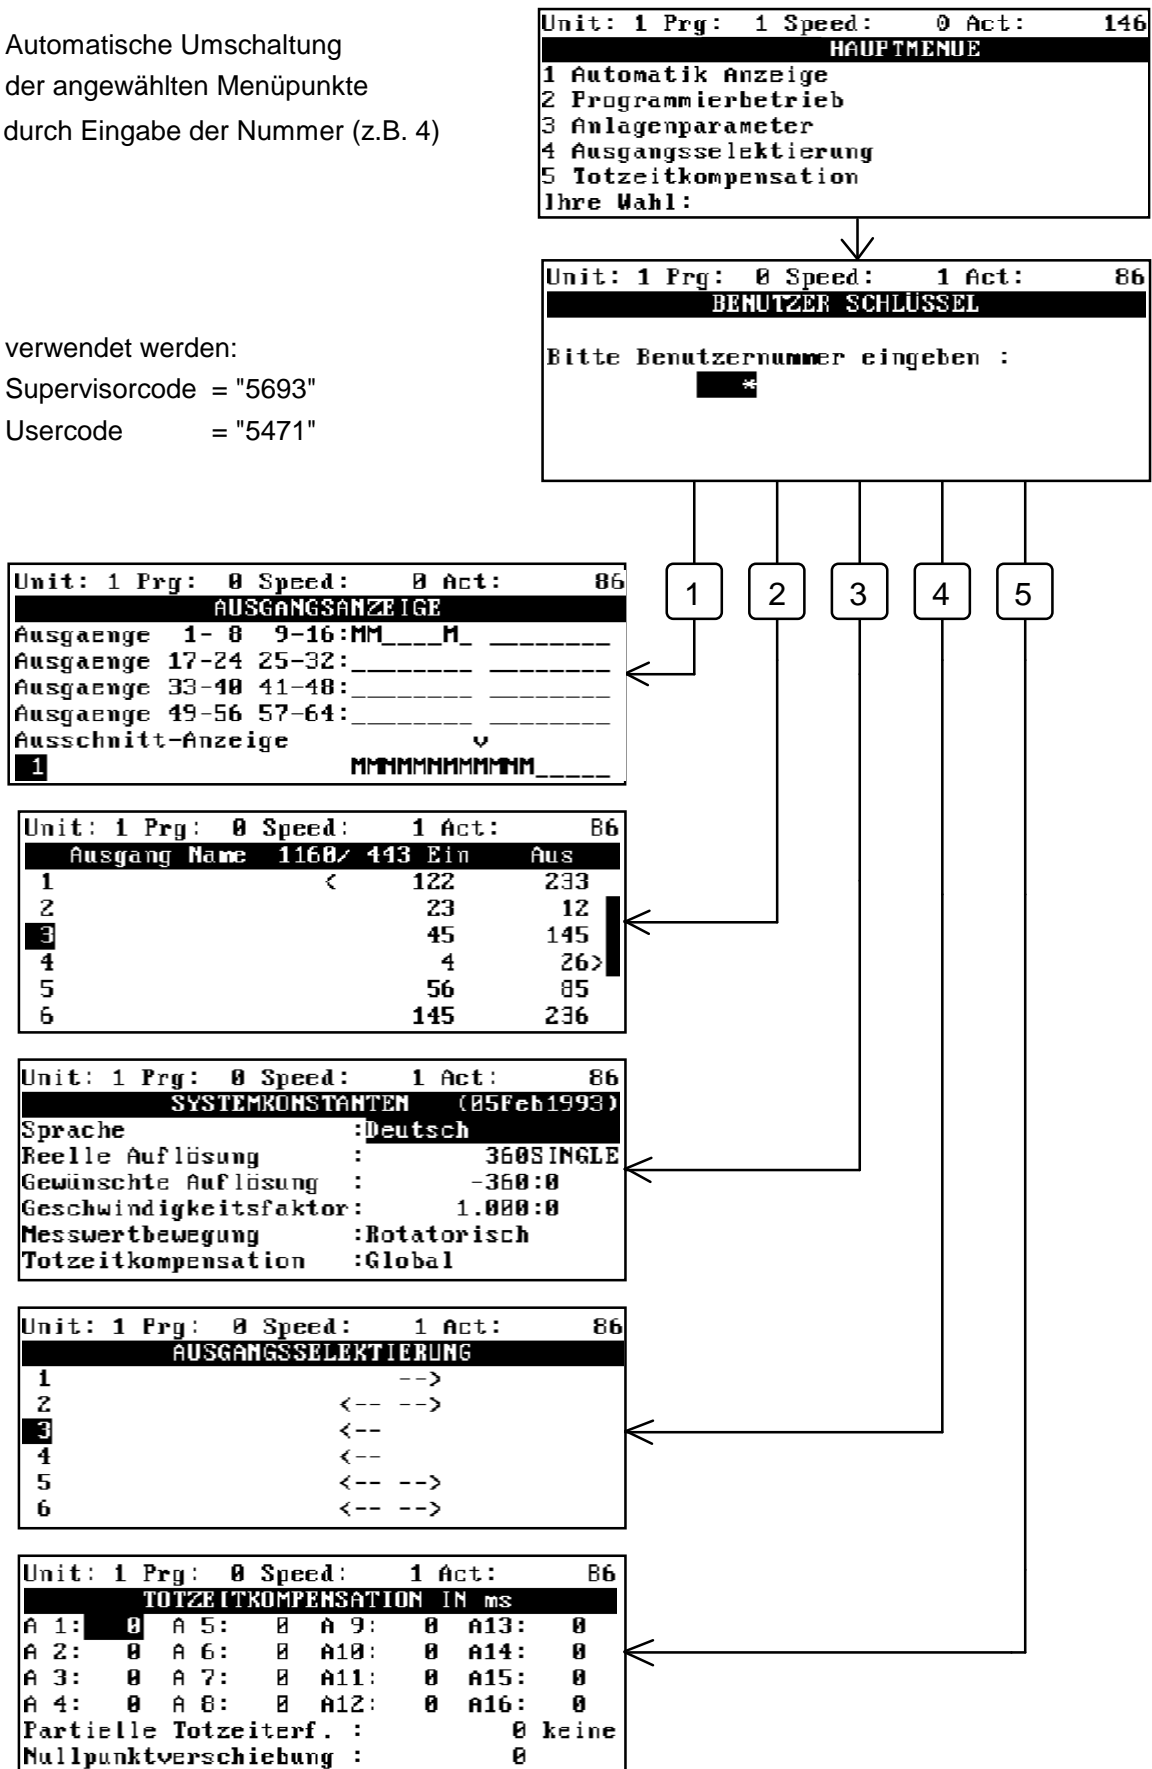 Automatische Umschaltung
der angewählten Menüpunkte
durch Eingabe der Nummer (z.B. 4)
Unit: 1 Prg: 1 Speed: 0 Act: 146
HAUPTMENUE
1 Automatik Anzeige
2 Programmierbetrieb
3 Anlagenparameter
4 Ausgangsselektierung
5 Totzeitkompensation
Ihre Wahl:
Unit: 1 Prg: 0 Speed: 1 Act: 86
BENUTZER SCHLÜSSEL
Bitte Benutzernummer eingeben :
*
verwendet werden:
Supervisorcode = "5693"
Usercode = "5471"
1 2 3 4 5
Unit: 1 Prg: 0 Speed: 0 Act: 86
AUSGANGSANZEIGE
Ausgaenge 1- 8 9-16:MM____M_ ________
Ausgaenge 17-24 25-32:________ ________
Ausgaenge 33-40 41-48:________ ________
Ausgaenge 49-56 57-64:________ ________
Ausschnitt-Anzeige v
1 MMMMMMMMMMMM_____
Unit: 1 Prg: 0 Speed: 1 Act: 86
Ausgang Name 1160/ 443 Ein Aus
1 < 122 233
2 23 12
3 45 145
4 4 26>
5 56 85
6 145 236
Unit: 1 Prg: 0 Speed: 1 Act: 86
SYSTEMKONSTANTEN (05Feb1993)
Sprache :Deutsch
Reelle Auflösung : 360SINGLE
Gewünschte Auflösung : -360:0
Geschwindigkeitsfaktor: 1.000:0
Messwertbewegung :Rotatorisch
Totzeitkompensation :Global
Unit: 1 Prg: 0 Speed: 1 Act: 86
AUSGANGSSELEKTIERUNG
1 -->
2 <-- -->
3 <--
4 <--
5 <-- -->
6 <-- -->
Unit: 1 Prg: 0 Speed: 1 Act: 86
TOTZEITKOMPENSATION IN ms
A 1: 0 A 5: 0 A 9: 0 A13: 0
A 2: 0 A 6: 0 A10: 0 A14: 0
A 3: 0 A 7: 0 A11: 0 A15: 0
A 4: 0 A 8: 0 A12: 0 A16: 0
Partielle Totzeiterf. : 0 keine
Nullpunktverschiebung : 0